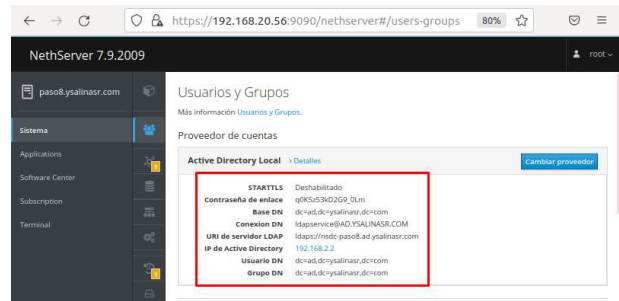 https://192.168.20.56:9090/nethserver#/users-groups 80%
NethServer 7.9.2009 root
paso8.ysalinasr.com
Usuarios y Grupos
Más información Usuarios y Grupos.
Sistema
Proveedor de cuentas
Applications
Active Directory Local > Detalles Cambiar proveedor
1
Software Center
STARTTLS Deshabilitado
Contraseña de enlace q0KSz53kD2G9_0Lm
Subscription
Base DN dc=ad,dc=ysalinasr,dc=com
Terminal
Conexion DN ldapservice@AD.YSALINASR.COM
URI de servidor LDAP ldaps://nsdc-paso8.ad.ysalinasr.com
IP de Active Directory 192.168.2.2
Usuario DN dc=ad,dc=ysalinasr,dc=com
1
Grupo DN dc=ad,dc=ysalinasr,dc=com